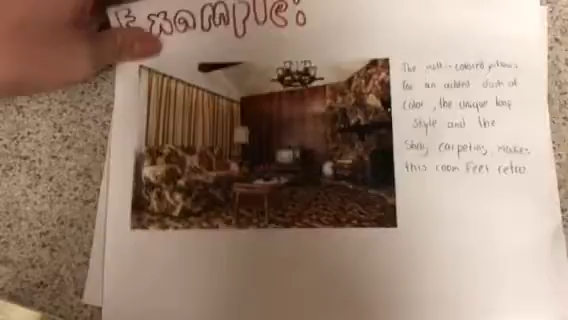 Example:
The multi-colored pillows
for an added dash of
color, the unique lamp
style and the
shag carpeting, makes
this room feel retro.